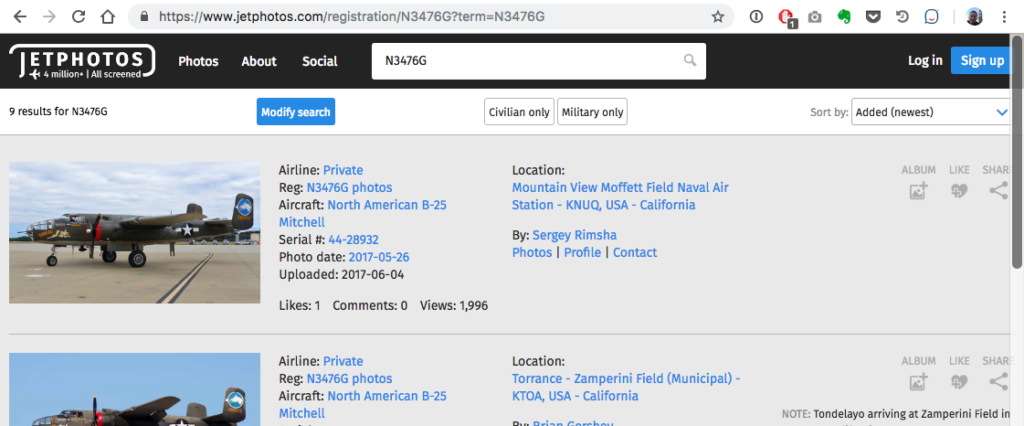 https://www.jetphotos.com/registration/N3476G?term=N3476G
1
JETPHOTOS
4 million+ | All screened
Photos
About
Social
N3476G
Log in
Sign up
9 results for N3476G
Modify search
Civilian only
Military only
Sort by:
Added (newest)
Airline: Private
Reg: N3476G photos
Aircraft: North American B-25
Mitchell
Serial #: 44-28932
Photo date: 2017-05-26
Uploaded: 2017-06-04
Likes: 1 Comments: 0 Views: 1,996
Location:
Mountain View Moffett Field Naval Air
Station - KNUQ, USA - California
By: Sergey Rimsha
Photos | Profile | Contact
ALBUM
LIKE
SHARE
Airline: Private
Reg: N3476G photos
Aircraft: North American B-25
Mitchell
Location:
Torrance - Zamperini Field (Municipal) -
KTOA, USA - California
By: Brian Gershey
ALBUM
LIKE
SHARE
NOTE: Tondelayo arriving at Zamperini Field in